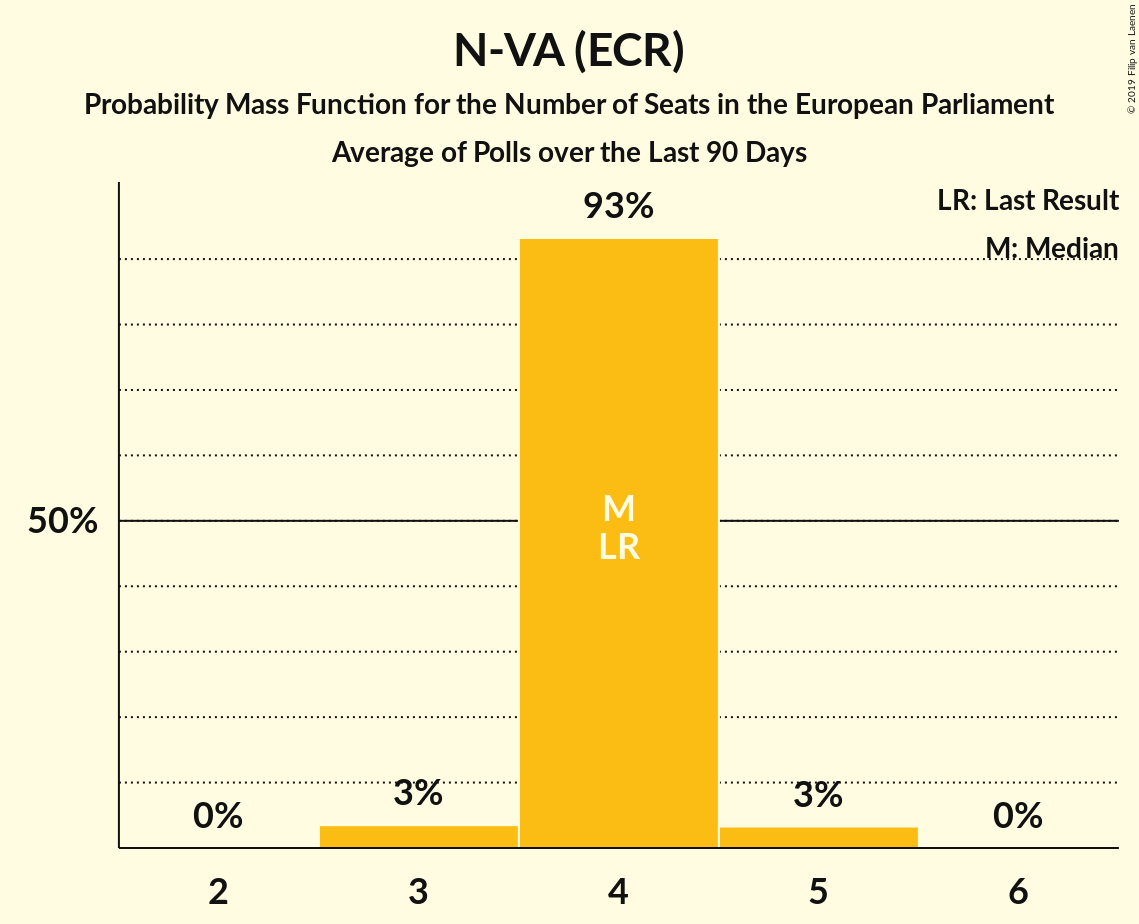 N-VA (ECR)
Probability Mass Function for the Number of Seats in the European Parliament
Average of Polls over the Last 90 Days
© 2019 Filip van Laenen
LR: Last Result
M: Median
93%
50%
M
LR
0%
3%
3%
0%
2
3
4
5
6